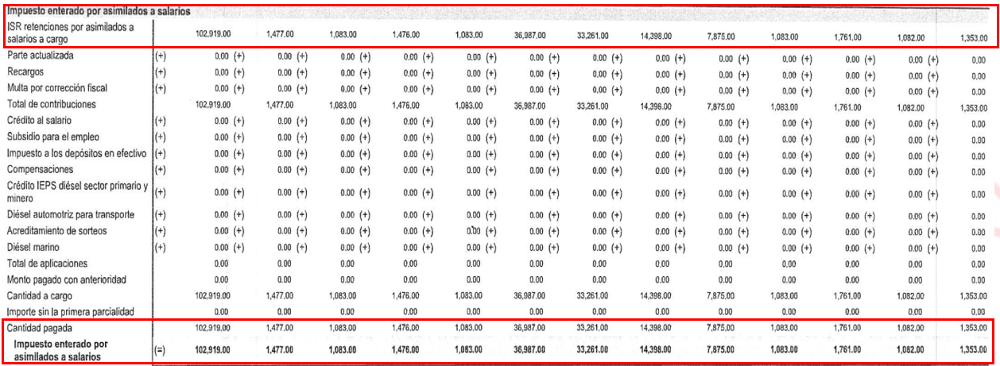 Impuesto enterado por asimilados a salarios
ISR retenciones por asimilados a
salarios a cargo 102,919.00 1,477.00 1,083.00 1,476.00 1,083.00 36,987.00 33,261.00 14,398.00 7,875.00 1,083.00 1,761.00 1,082.00 1,353.00
Parte actualizada (+) 0.00 (+) 0.00 (+) 0.00 (+) 0.00 (+) 0.00 (+) 0.00 (+) 0.00 (+) 0.00 (+) 0.00 (+) 0.00 (+) 0.00 (+) 0.00 (+) 0.00
Recargos (+) 0.00 (+) 0.00 (+) 0.00 (+) 0.00 (+) 0.00 (+) 0.00 (+) 0.00 (+) 0.00 (+) 0.00 (+) 0.00 (+) 0.00 (+) 0.00 (+) 0.00
Multa por corrección fiscal (+) 0.00 (+) 0.00 (+) 0.00 (+) 0.00 (+) 0.00 (+) 0.00 (+) 0.00 (+) 0.00 (+) 0.00 (+) 0.00 (+) 0.00 (+) 0.00 (+) 0.00
Total de contribuciones 102,919.00 1,477.00 1,083.00 1,476.00 1,083.00 36,987.00 33,261.00 14,398.00 7,875.00 1,083.00 1,761.00 1,082.00 1,353.00
Crédito al salario (+) 0.00 (+) 0.00 (+) 0.00 (+) 0.00 (+) 0.00 (+) 0.00 (+) 0.00 (+) 0.00 (+) 0.00 (+) 0.00 (+) 0.00 (+) 0.00 (+) 0.00
Subsidio para el empleo (+) 0.00 (+) 0.00 (+) 0.00 (+) 0.00 (+) 0.00 (+) 0.00 (+) 0.00 (+) 0.00 (+) 0.00 (+) 0.00 (+) 0.00 (+) 0.00 (+) 0.00
Impuesto a los depósitos en efectivo (+) 0.00 (+) 0.00 (+) 0.00 (+) 0.00 (+) 0.00 (+) 0.00 (+) 0.00 (+) 0.00 (+) 0.00 (+) 0.00 (+) 0.00 (+) 0.00 (+) 0.00
Compensaciones (+) 0.00 (+) 0.00 (+) 0.00 (+) 0.00 (+) 0.00 (+) 0.00 (+) 0.00 (+) 0.00 (+) 0.00 (+) 0.00 (+) 0.00 (+) 0.00 (+) 0.00
Crédito IEPS diésel sector primario y
minero (+) 0.00 (+) 0.00 (+) 0.00 (+) 0.00 (+) 0.00 (+) 0.00 (+) 0.00 (+) 0.00 (+) 0.00 (+) 0.00 (+) 0.00 (+) 0.00 (+) 0.00
Diésel automotriz para transporte (+) 0.00 (+) 0.00 (+) 0.00 (+) 0.00 (+) 0.00 (+) 0.00 (+) 0.00 (+) 0.00 (+) 0.00 (+) 0.00 (+) 0.00 (+) 0.00 (+) 0.00
Acreditamiento de sorteos (+) 0.00 (+) 0.00 (+) 0.00 (+) 0.00 (+) 0.00 (+) 0.00 (+) 0.00 (+) 0.00 (+) 0.00 (+) 0.00 (+) 0.00 (+) 0.00 (+) 0.00
Diésel marino (+) 0.00 (+) 0.00 (+) 0.00 (+) 0.00 (+) 0.00 (+) 0.00 (+) 0.00 (+) 0.00 (+) 0.00 (+) 0.00 (+) 0.00 (+) 0.00 (+) 0.00
Total de aplicaciones 0.00 0.00 0.00 0.00 0.00 0.00 0.00 0.00 0.00 0.00 0.00 0.00 0.00
Monto pagado con anterioridad 0.00 0.00 0.00 0.00 0.00 0.00 0.00 0.00 0.00 0.00 0.00 0.00 0.00
Cantidad a cargo 102,919.00 1,477.00 1,083.00 1,476.00 1,083.00 36,987.00 33,261.00 14,398.00 7,875.00 1,083.00 1,761.00 1,082.00 1,353.00
Importe sin la primera parcialidad 0.00 0.00 0.00 0.00 0.00 0.00 0.00 0.00 0.00 0.00 0.00 0.00 0.00
Cantidad pagada 102,919.00 1,477.00 1,083.00 1,476.00 1,083.00 36,987.00 33,261.00 14,398.00 7,875.00 1,083.00 1,761.00 1,082.00 1,353.00
Impuesto enterado por
asimilados a salarios (=) 102,919.00 1,477.00 1,083.00 1,476.00 1,083.00 36,987.00 33,261.00 14,398.00 7,875.00 1,083.00 1,761.00 1,082.00 1,353.00